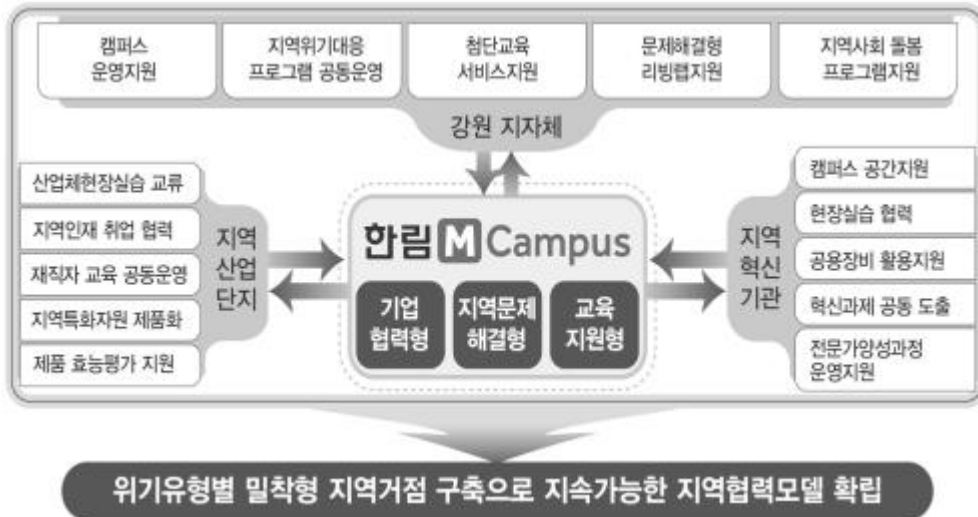 캠퍼스
운영지원
지역위기대응
프로그램 공동운영
첨단교육
서비스지원
문제해결형
리빙랩지원
지역사회 돌봄
프로그램지원
강원 지자체
산업체현장실습 교류
지역인재 취업 협력
재직자 교육 공동운영
지역특화자원 제품화
제품 효능평가 지원
지역
산업
단지
한림 M Campus
기업
협력형
지역문제
해결형
교육
지원형
지역
혁신
기관
캠퍼스 공간지원
현장실습 협력
공용장비 활용지원
혁신과제 공동 도출
전문가양성과정
운영지원
위기유형별 밀착형 지역거점 구축으로 지속가능한 지역협력모델 확립